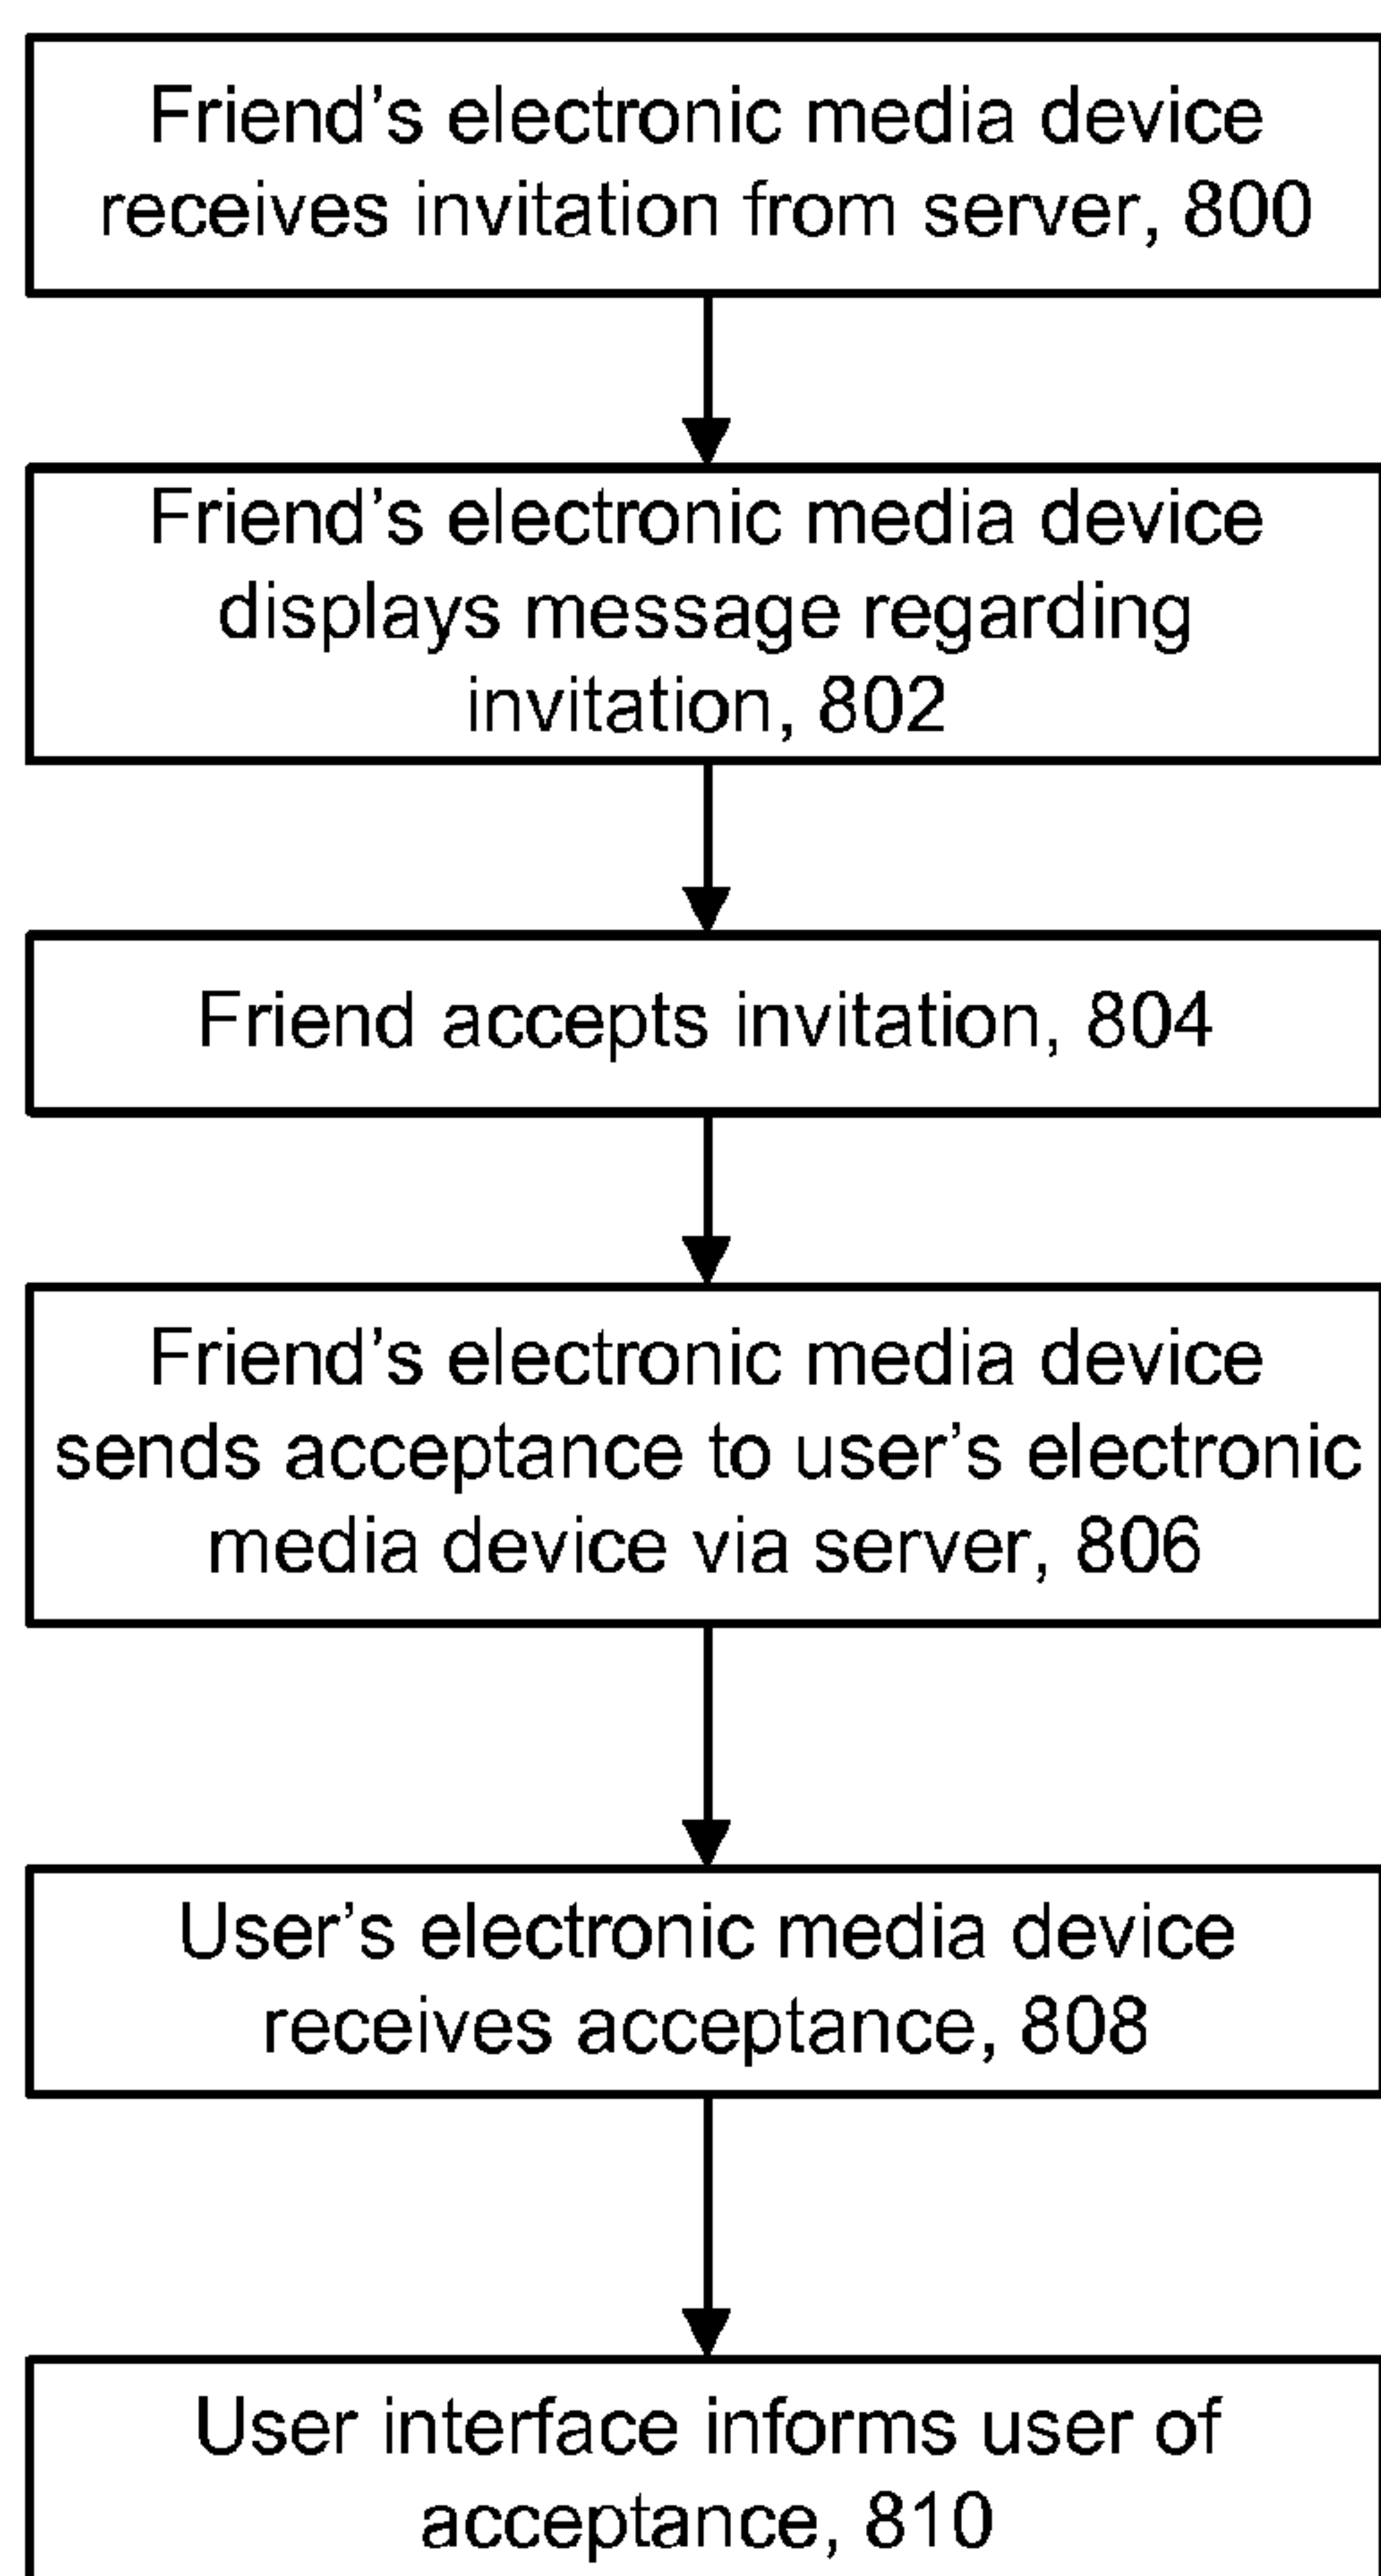 Friend’s electronic media device
receives invitation from server, 800
Friend’s electronic media device
displays message regarding
invitation, 802
Friend accepts invitation, 804
Friend’s electronic media device
sends acceptance to user’s electronic
media device via server, 806
User’s electronic media device
receives acceptance, 808
User interface informs user of
acceptance, 810